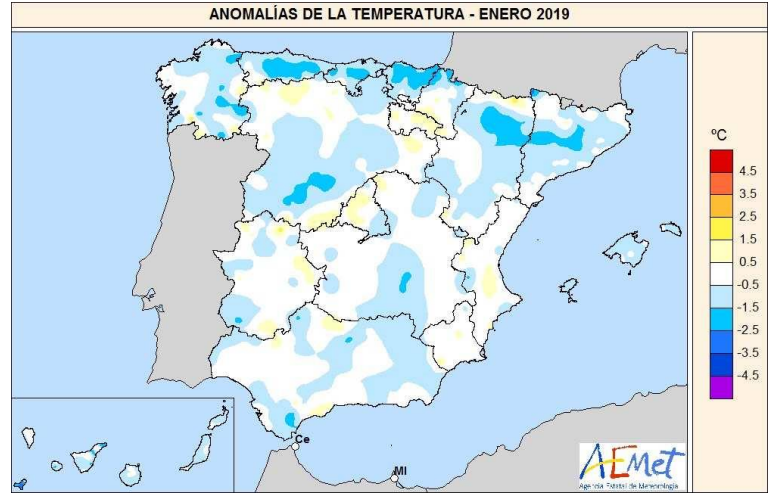 ANOMALÍAS DE LA TEMPERATURA - ENERO 2019
ºC
4.5
3.5
2.5
1.5
0.5
-0.5
-1.5
-2.5
-3.5
-4.5
Ce
Ml
AEMet
Agencia Estatal de Meteorología